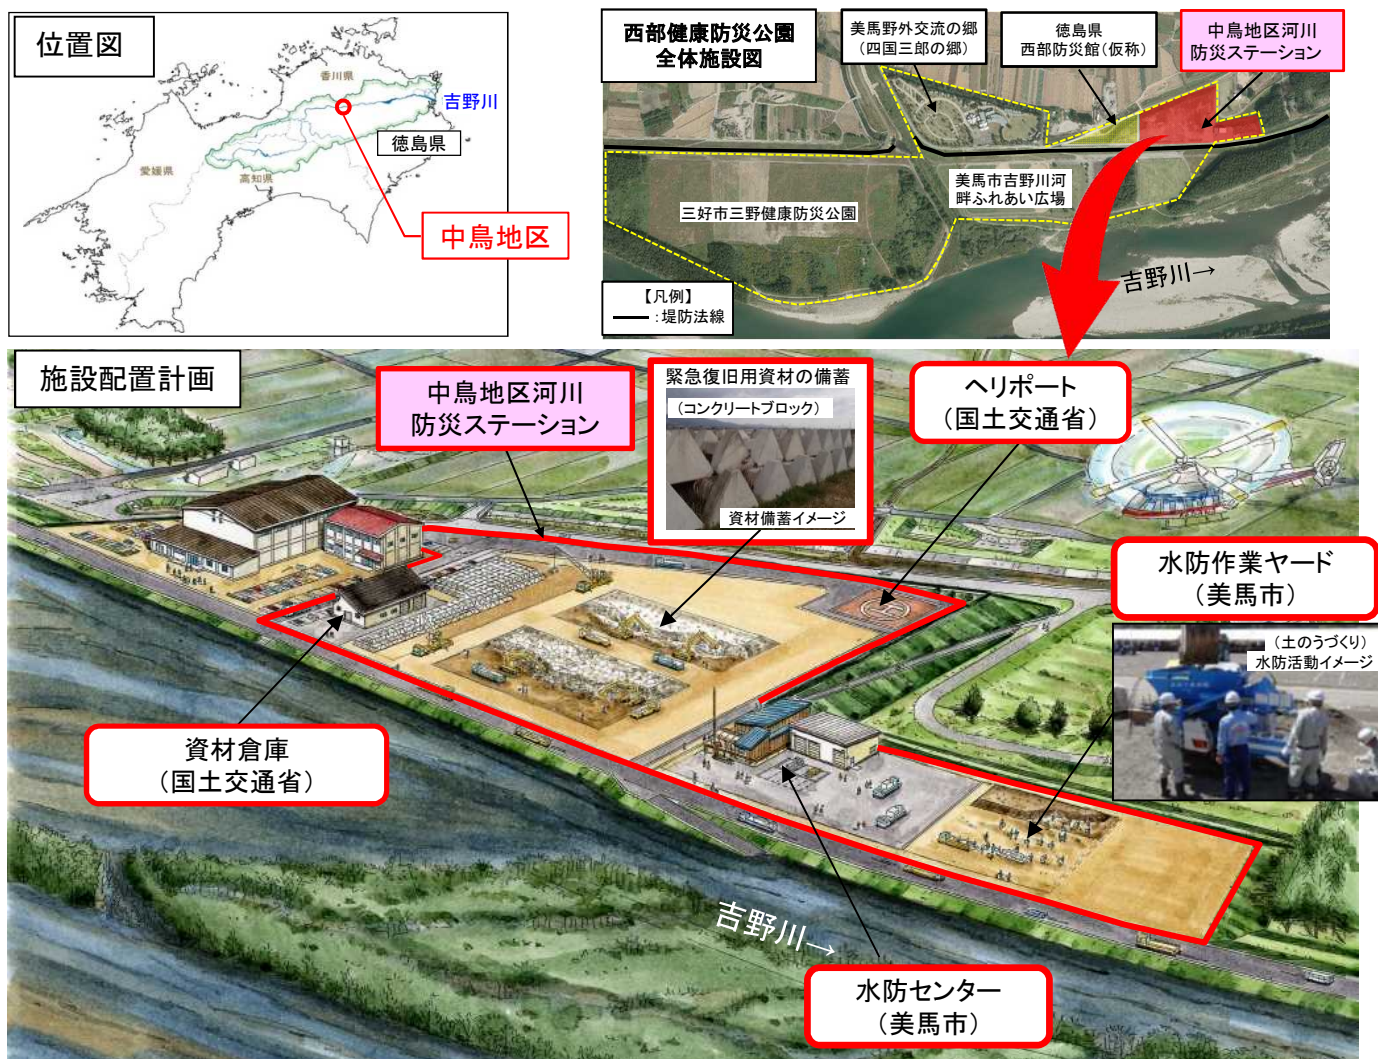 位置図
香川県
吉野川
徳島県
愛媛県
高知県
中鳥地区
西部健康防災公園
全体施設図
美馬野外交流の郷
(四国三郎の郷)
徳島県
西部防災館(仮称)
中鳥地区河川
防災ステーション
三好市三野健康防災公園
美馬市吉野川河
畔ふれあい広場
吉野川→
【凡例】
:堤防法線
施設配置計画
中鳥地区河川
防災ステーション
緊急復旧用資材の備蓄
(コンクリートブロック)
資材備蓄イメージ
ヘリポート
(国土交通省)
水防作業ヤード
(美馬市)
(土のうづくり)
水防活動イメージ
資材倉庫
(国土交通省)
吉野川→
水防センター
(美馬市)